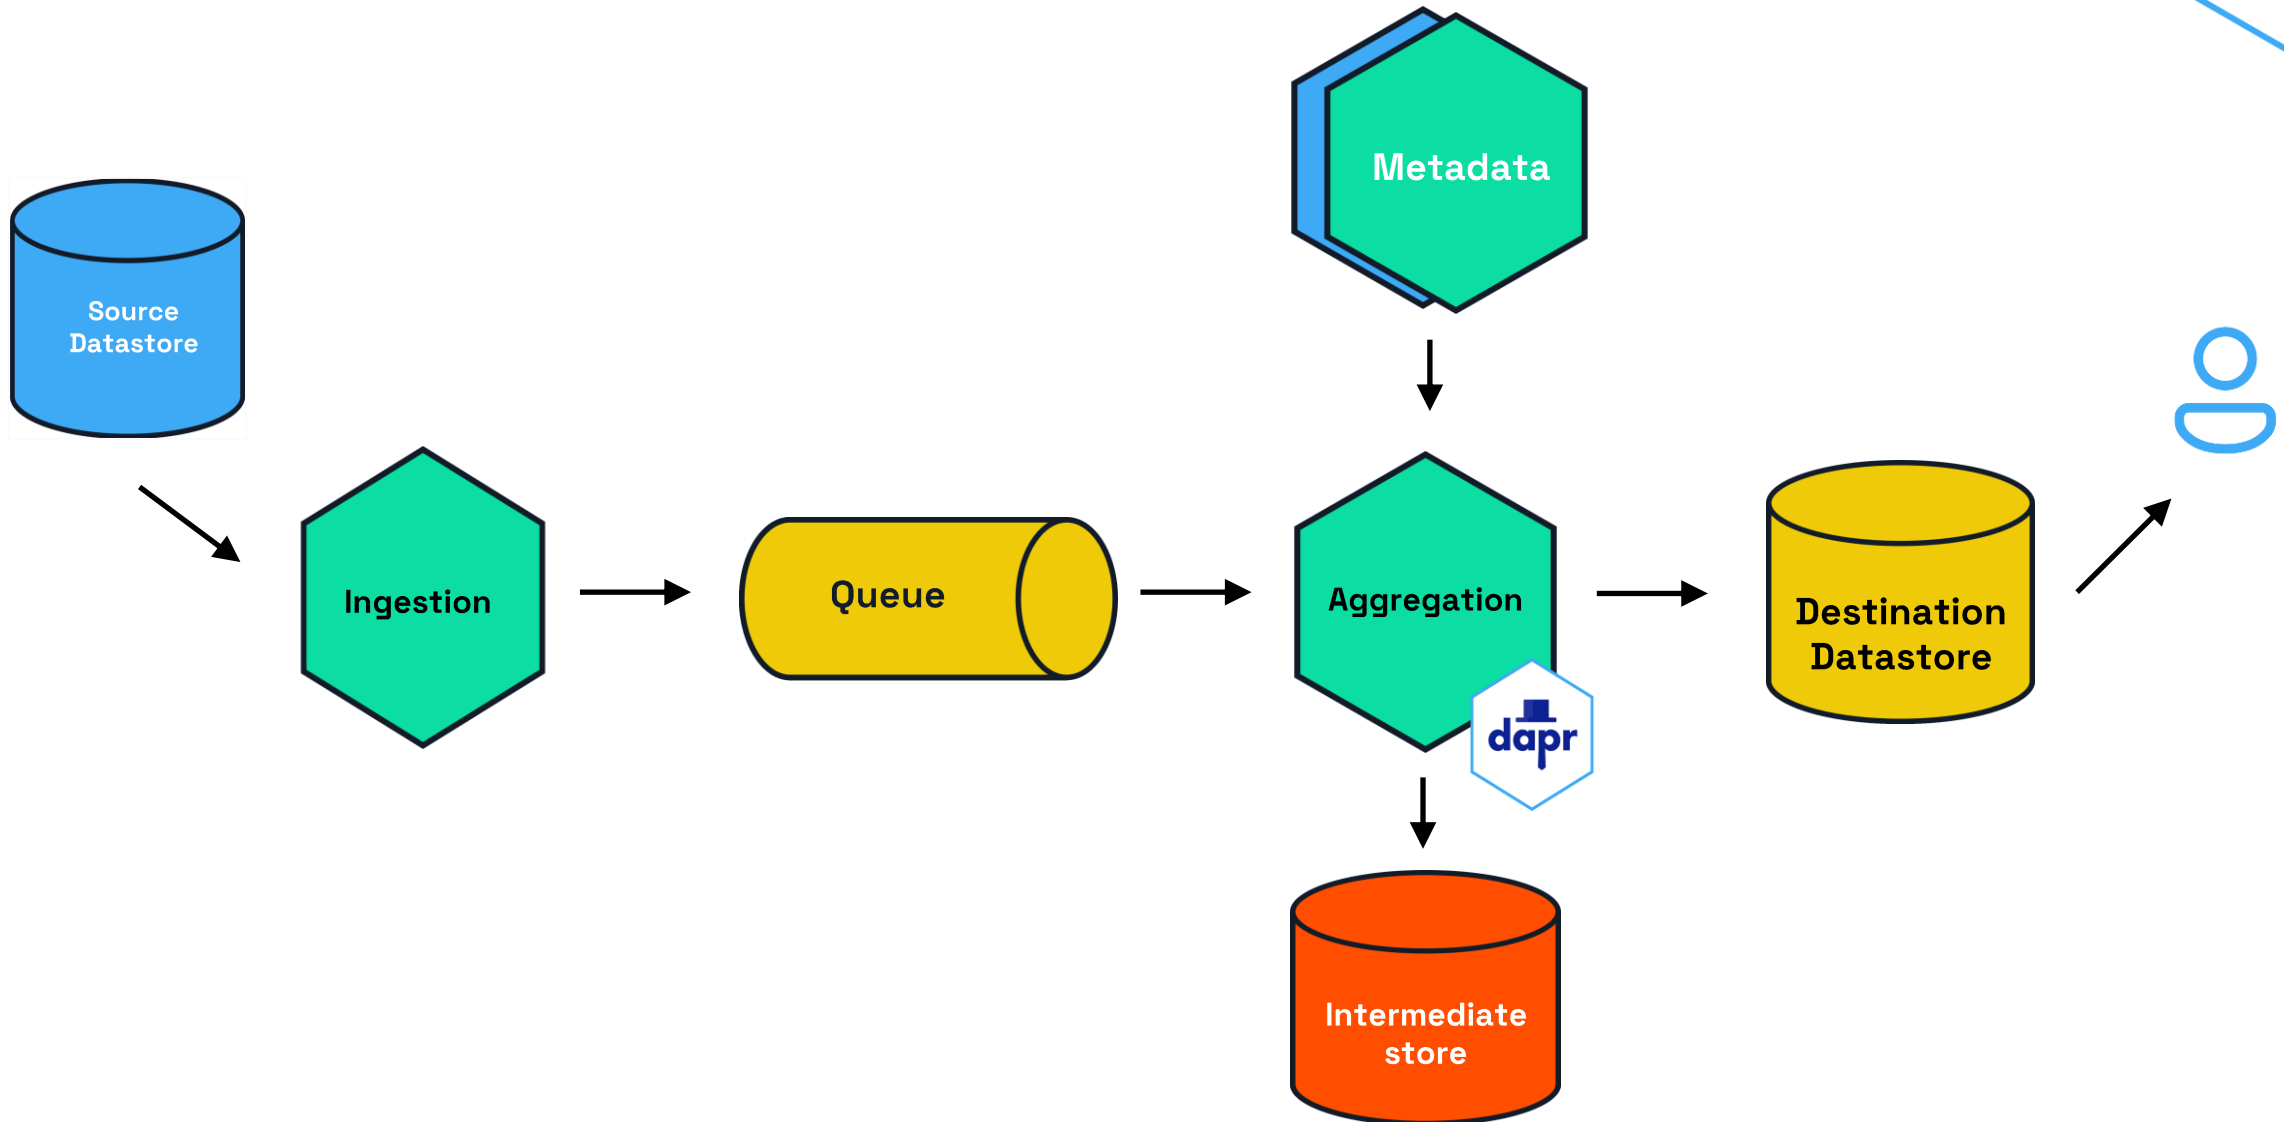 Metadata
Source
Datastore
Ingestion
Queue
Aggregation
Destination
Datastore
dapr
Intermediate
store